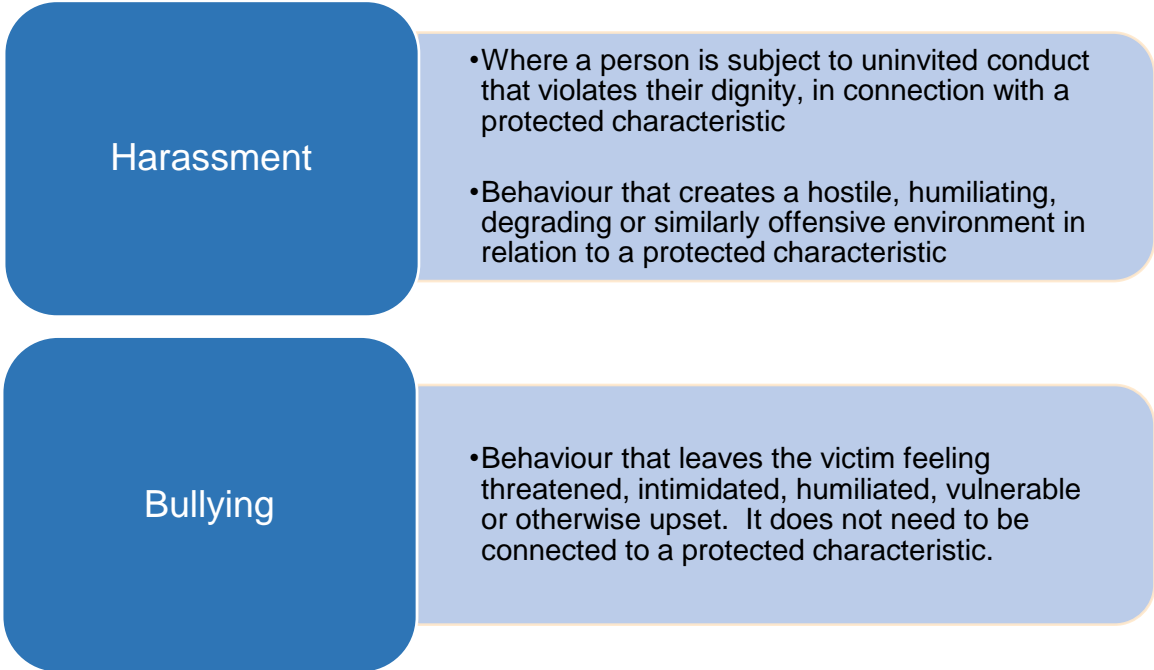 Harassment
•Where a person is subject to uninvited conduct
that violates their dignity, in connection with a
protected characteristic
•Behaviour that creates a hostile, humiliating,
degrading or similarly offensive environment in
relation to a protected characteristic
Bullying
•Behaviour that leaves the victim feeling
threatened, intimidated, humiliated, vulnerable
or otherwise upset.  It does not need to be
connected to a protected characteristic.